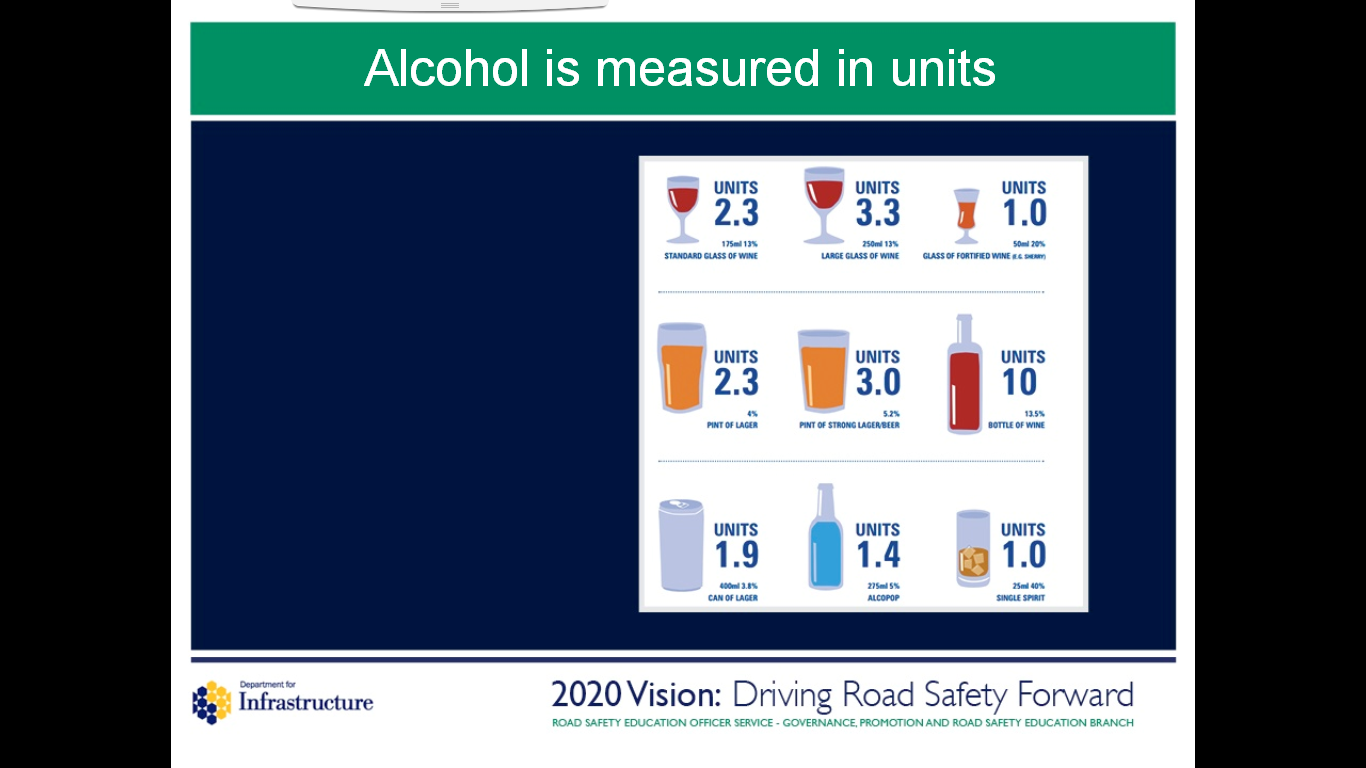 Alcohol is measured in units
UNITS
2.3
175ml 13%
STANDARD GLASS OF WINE
UNITS
3.3
250ml 13%
LARGE GLASS OF WINE
UNITS
1.0
50ml 20%
GLASS OF FORTIFIED WINE (E.G. SHERRY)
UNITS
2.3
4%
PINT OF LAGER
UNITS
3.0
5.2%
PINT OF STRONG LAGER/BEER
UNITS
10
13.5%
BOTTLE OF WINE
UNITS
1.9
400ml 3.8%
CAN OF LAGER
UNITS
1.4
275ml 5%
ALCOPOP
UNITS
1.0
25ml 40%
SINGLE SPIRIT
Department for
Infrastructure
2020 Vision: Driving Road Safety Forward
ROAD SAFETY EDUCATION OFFICER SERVICE - GOVERNANCE, PROMOTION AND ROAD SAFETY EDUCATION BRANCH